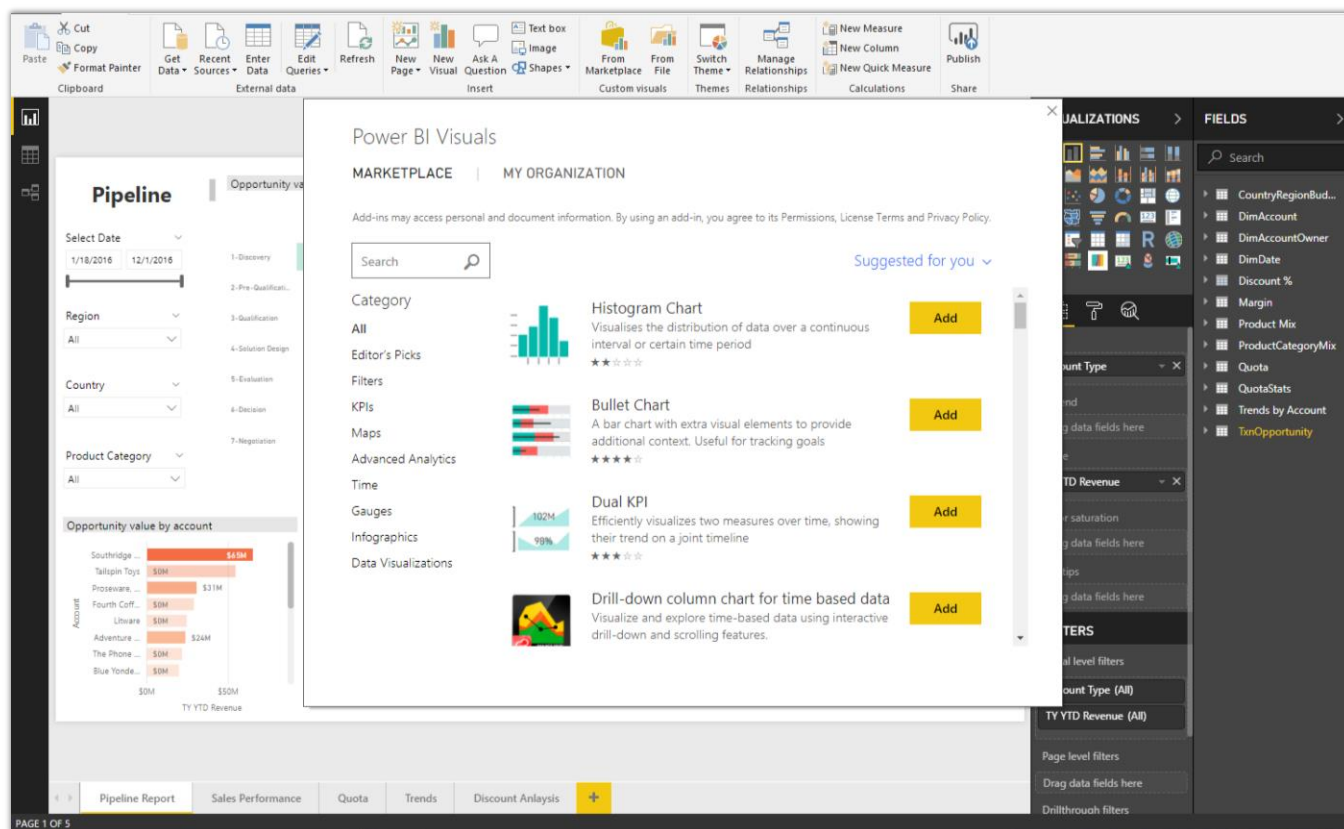 Paste
Cut
Copy
Format Painter
Clipboard
Get
Data
Recent
Sources
Enter
Data
Edit
Queries
Refresh
External data
New
Page
New
Visual
Ask A
Question
Text box
Image
Shapes
Insert
From
Marketplace
From
File
Custom visuals
Switch
Theme
Themes
Manage
Relationships
Relationships
New Measure
New Column
New Quick Measure
Calculations
Publish
Share
Pipeline
Select Date
1/18/2016
12/1/2016
Region
All
Country
All
Product Category
All
Opportunity va
1-Discovery
2-Pre-Qualificati...
3-Qualification
4-Solution Design
5-Evaluation
6-Decision
7-Negotiation
Opportunity value by account
Account
Southridge ...
$65M
Tailspin Toys
$0M
Proseware, ...
$31M
Fourth Coff...
$0M
Litware
$0M
Adventure ...
$24M
The Phone ...
$0M
Blue Yonde...
$0M
$0M
$50M
TY YTD Revenue
Power BI Visuals
MARKETPLACE | MY ORGANIZATION
Add-ins may access personal and document information. By using an add-in, you agree to its Permissions, License Terms and Privacy Policy.
Search
Suggested for you
Category
All
Editor's Picks
Filters
KPIs
Maps
Advanced Analytics
Time
Gauges
Infographics
Data Visualizations
Histogram Chart
Visualises the distribution of data over a continuous
interval or certain time period
Add
Bullet Chart
A bar chart with extra visual elements to provide
additional context. Useful for tracking goals
Add
102M
98%
Dual KPI
Efficiently visualizes two measures over time, showing
their trend on a joint timeline
Add
Drill-down column chart for time based data
Visualize and explore time-based data using interactive
drill-down and scrolling features.
Add
UALIZATIONS
123
R
ount Type
nd
g data fields here
e
TD Revenue
r saturation
g data fields here
tips
g data fields here
TERS
al level filters
ount Type (All)
TY YTD Revenue (All)
Page level filters
Drag data fields here
Drillthrough filters
FIELDS
Search
CountryRegionBud...
DimAccount
DimAccountOwner
DimDate
Discount %
Margin
Product Mix
ProductCategoryMix
Quota
QuotaStats
Trends by Account
TxnOpportunity
Pipeline Report
Sales Performance
Quota
Trends
Discount Anlaysis
+
PAGE 1 OF 5